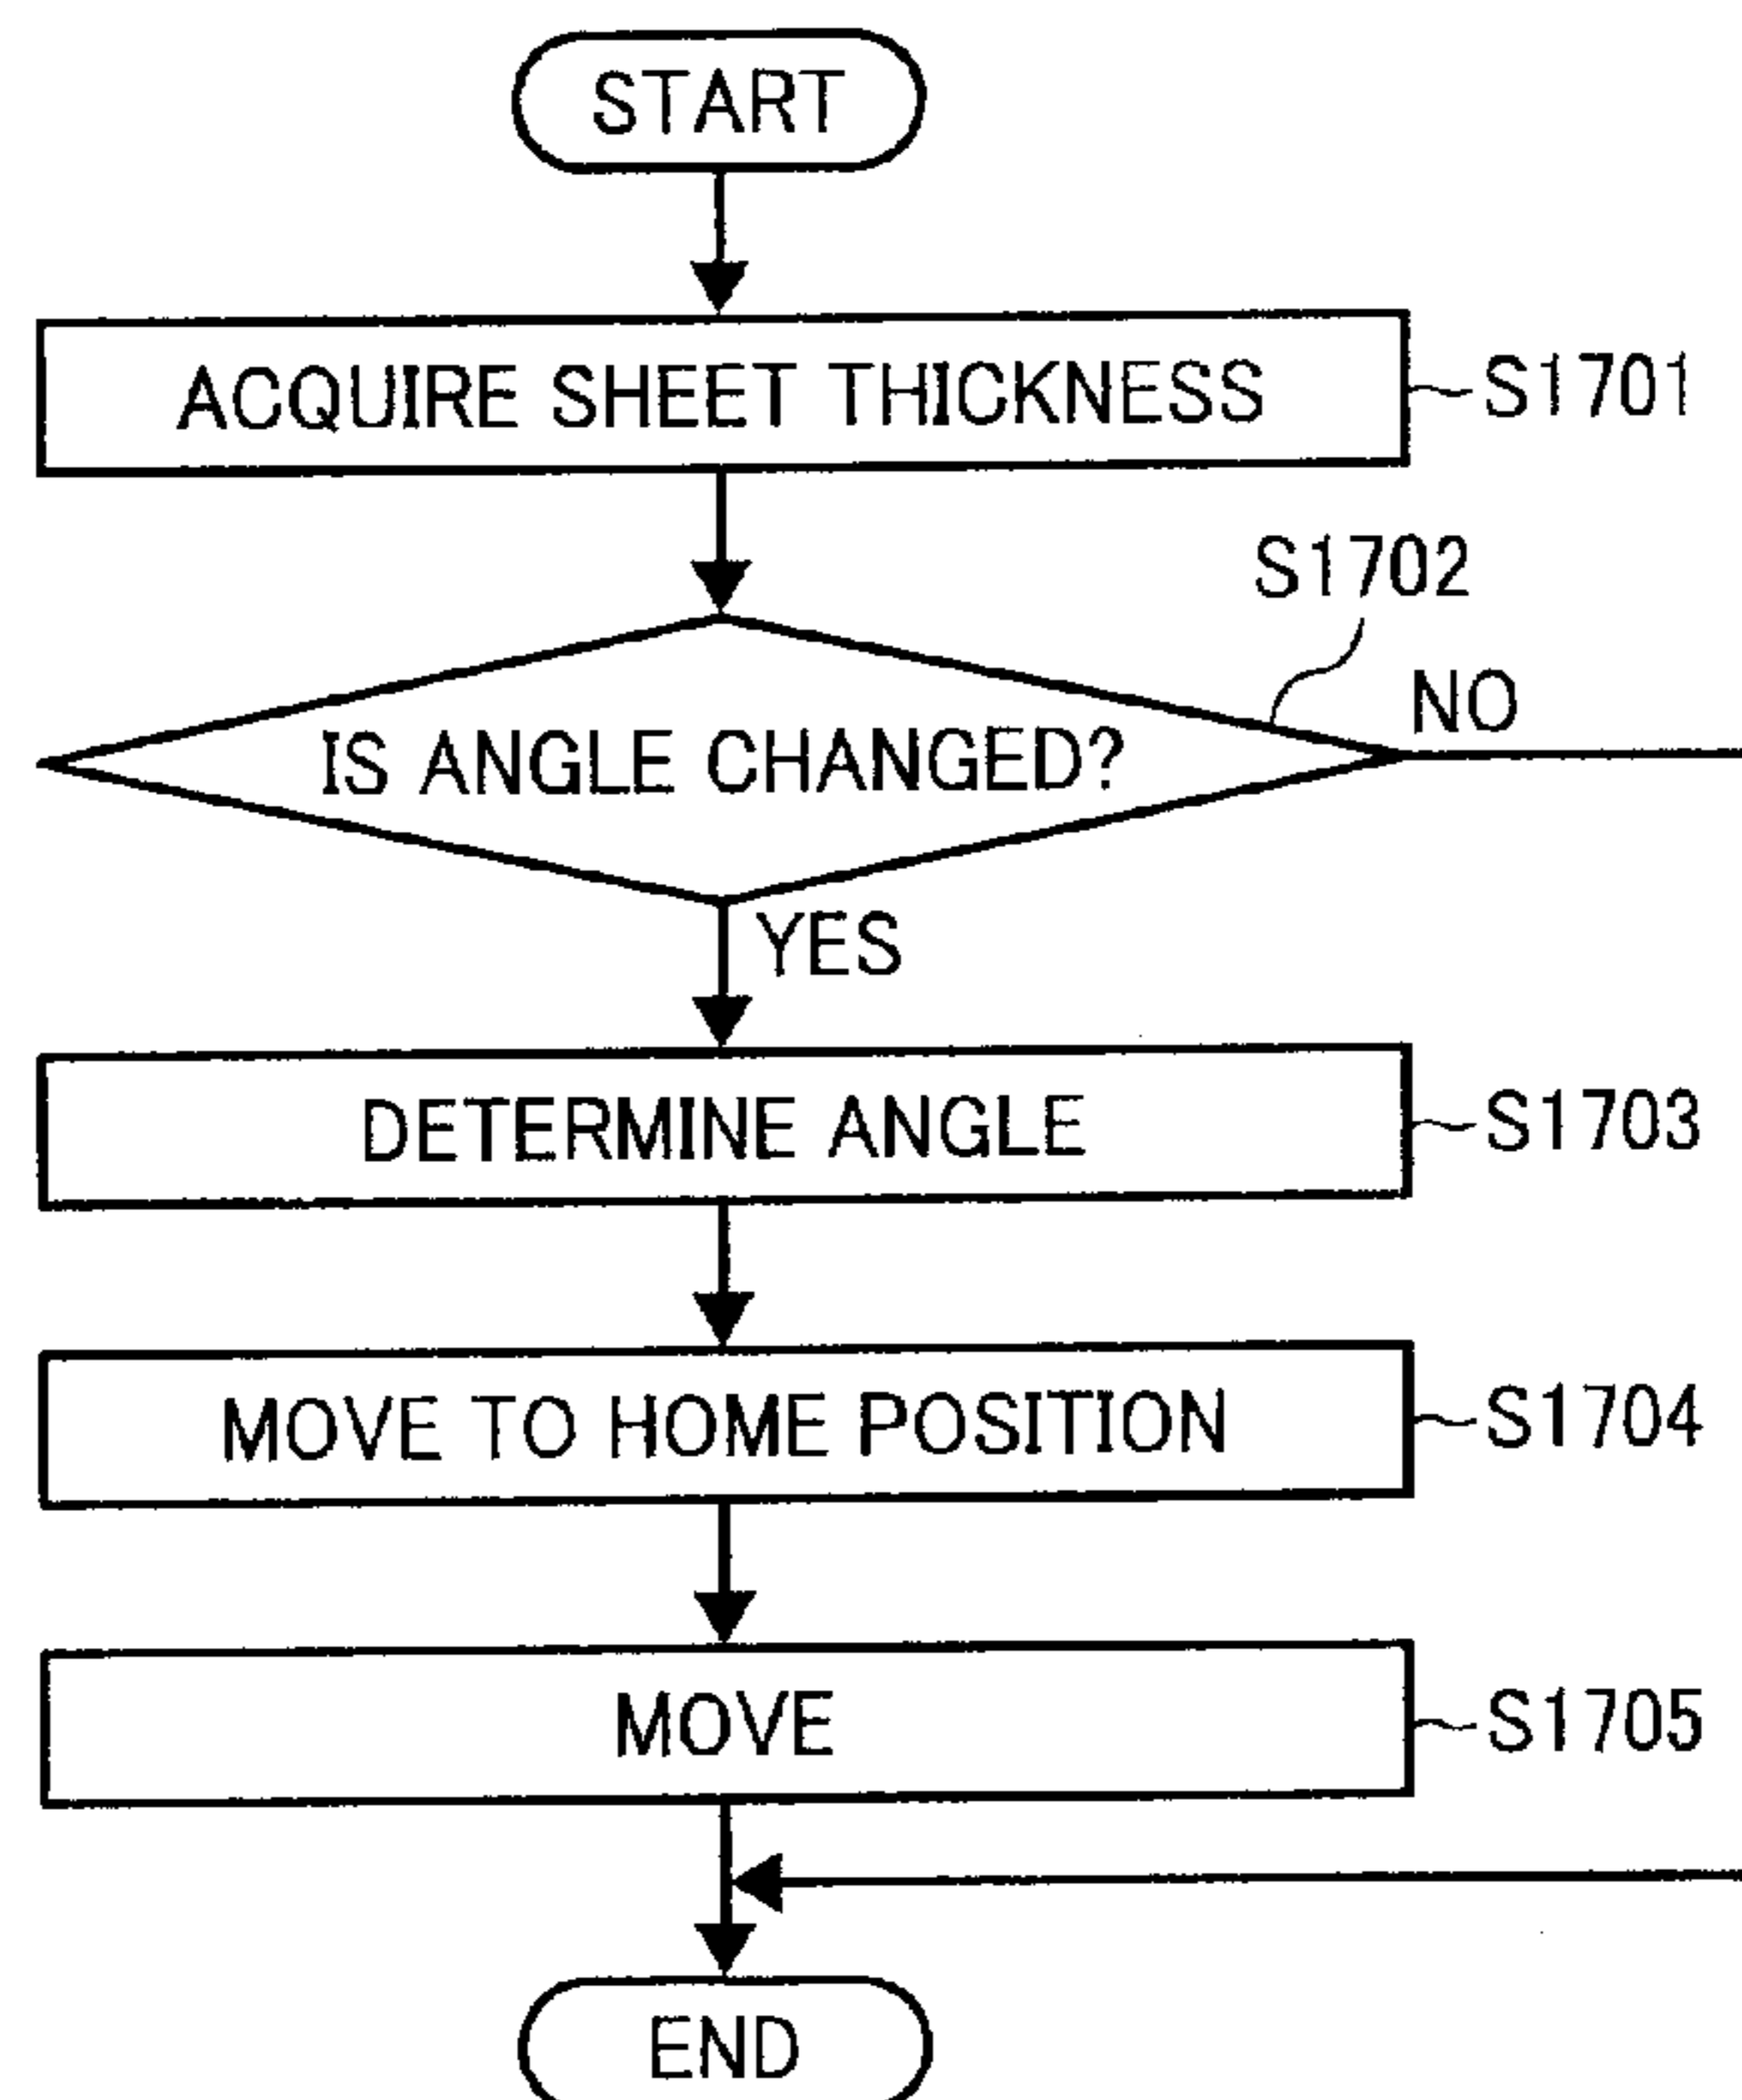 START
ACQUIRE SHEET THICKNESS
S1701
S1702
IS ANGLE CHANGED?
NO
YES
DETERMINE ANGLE
S1703
MOVE TO HOME POSITION
S1704
MOVE
S1705
END